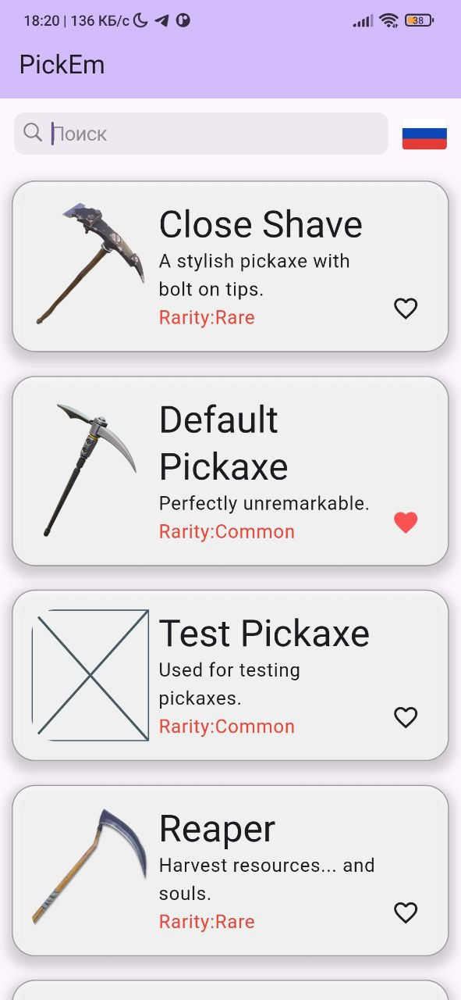 18:20 | 136 КБ/с
38
PickEm
Поиск
Close Shave
A stylish pickaxe with
bolt on tips.
Rarity:Rare
Default
Pickaxe
Perfectly unremarkable.
Rarity:Common
Test Pickaxe
Used for testing
pickaxes.
Rarity:Common
Reaper
Harvest resources... and
souls.
Rarity:Rare